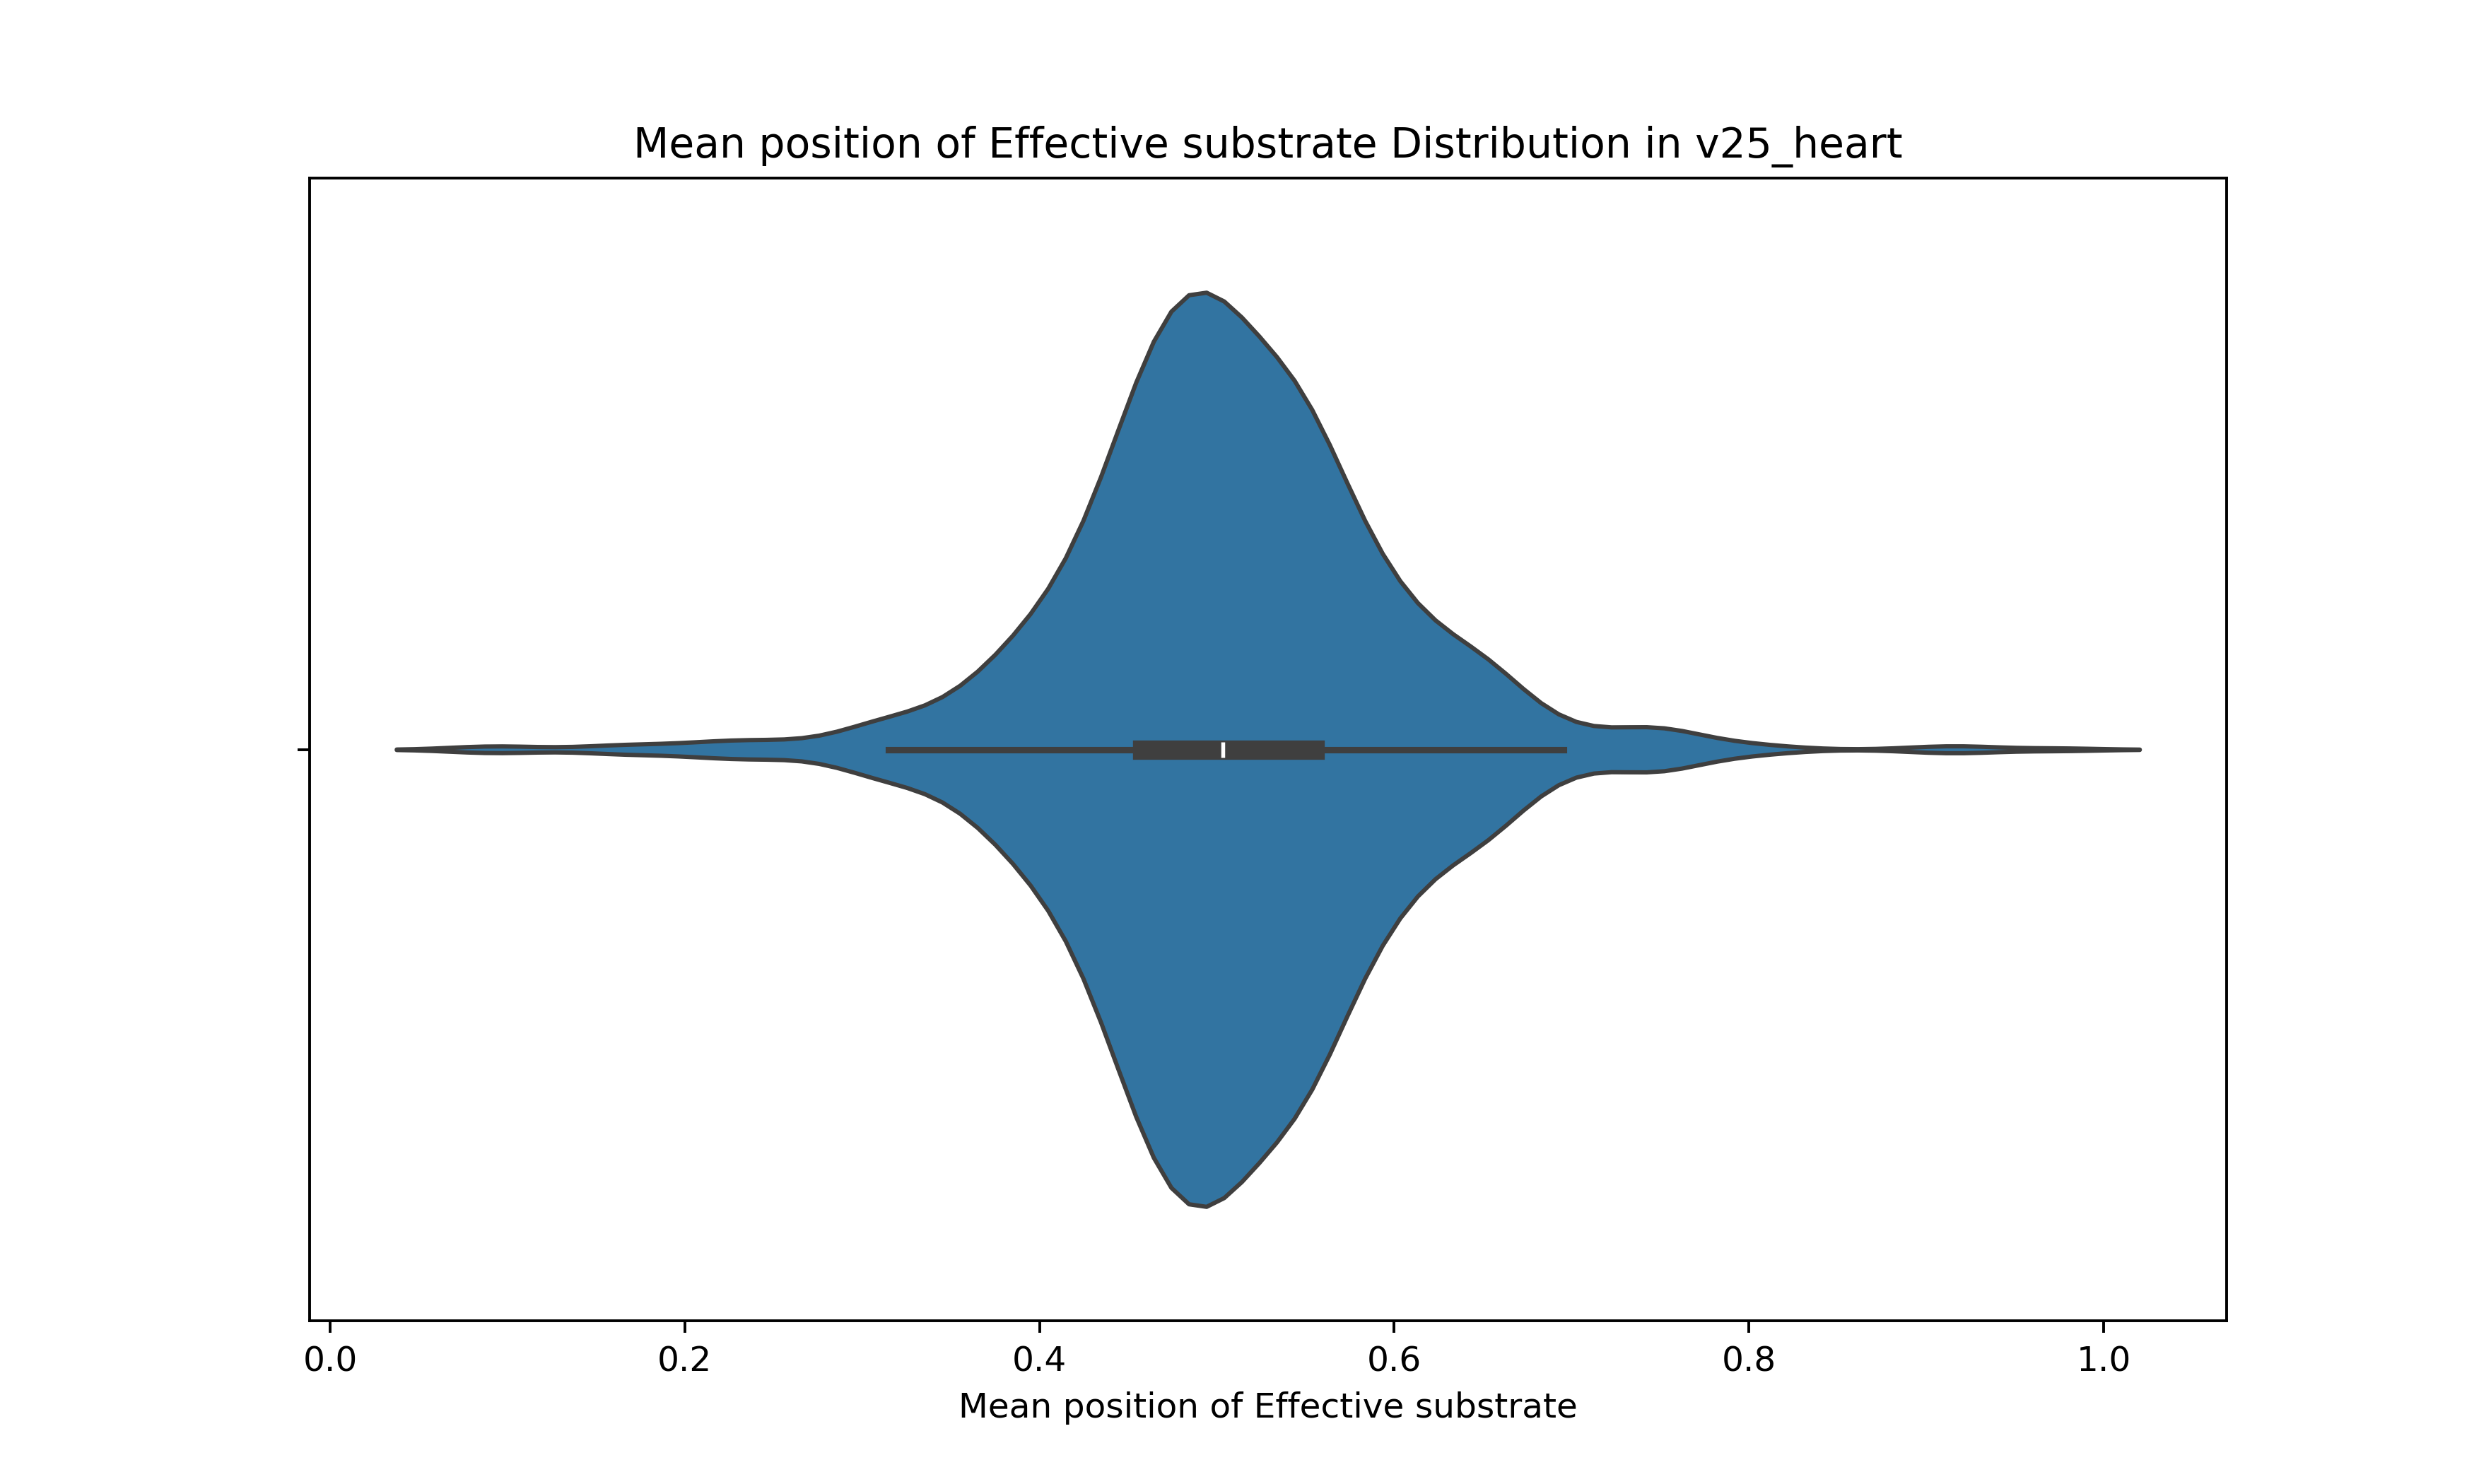 Mean position of Effective substrate Distribution in v25_heart
0.0 0.2 0.4 0.6 0.8 1.0
Mean position of Effective substrate